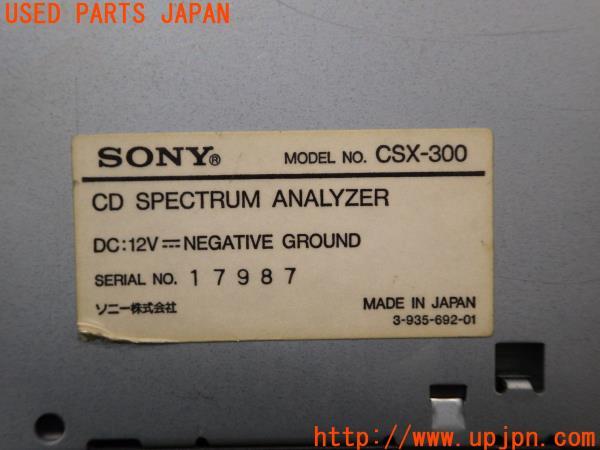 USED PARTS JAPAN
SONY® MODEL NO. CSX-300
CD SPECTRUM ANALYZER
DC:12V⎓NEGATIVE GROUND
SERIAL NO. 17987
ソニー株式会社 MADE IN JAPAN
3-935-692-01
http://www.upjpn.com/